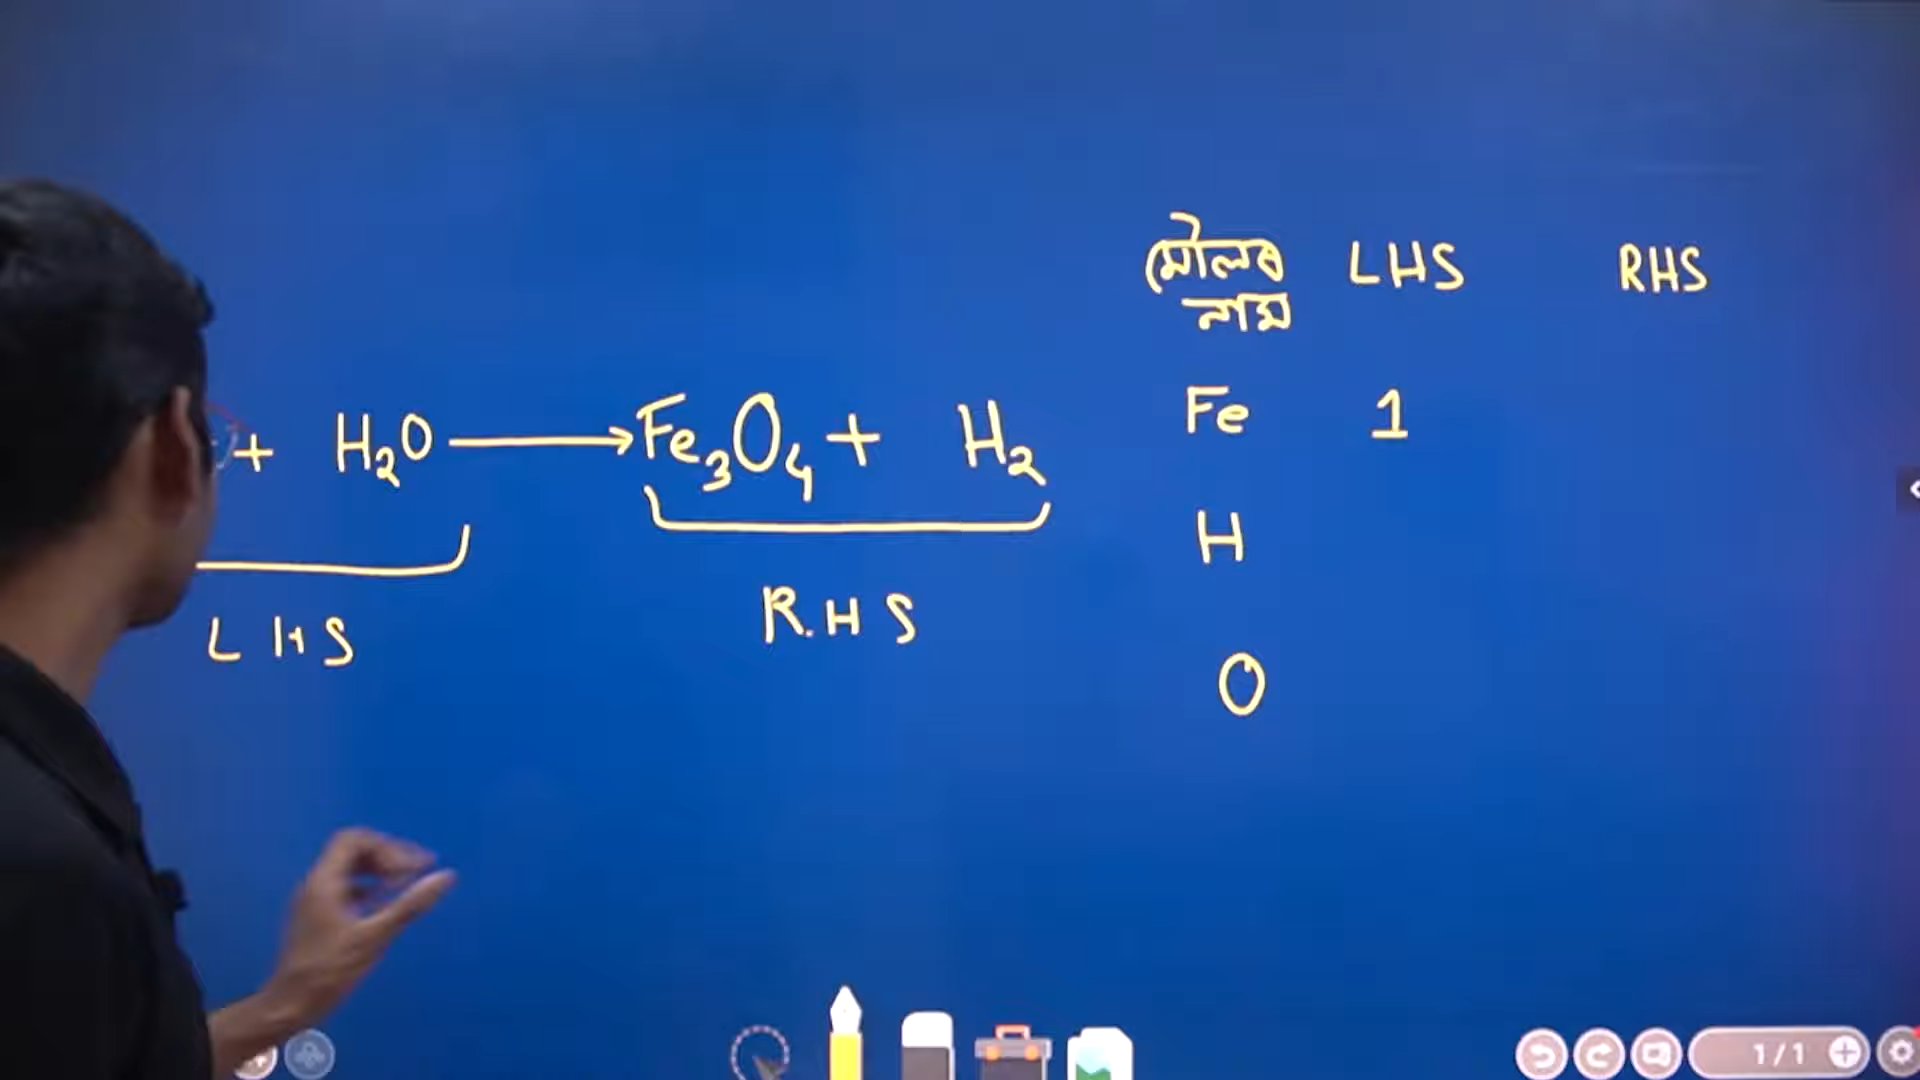 + H₂O ⟶ Fe₃O₄ + H₂
LHS
R.HS
মৌলৰ নাম LHS RHS
Fe 1
H
O
1/1